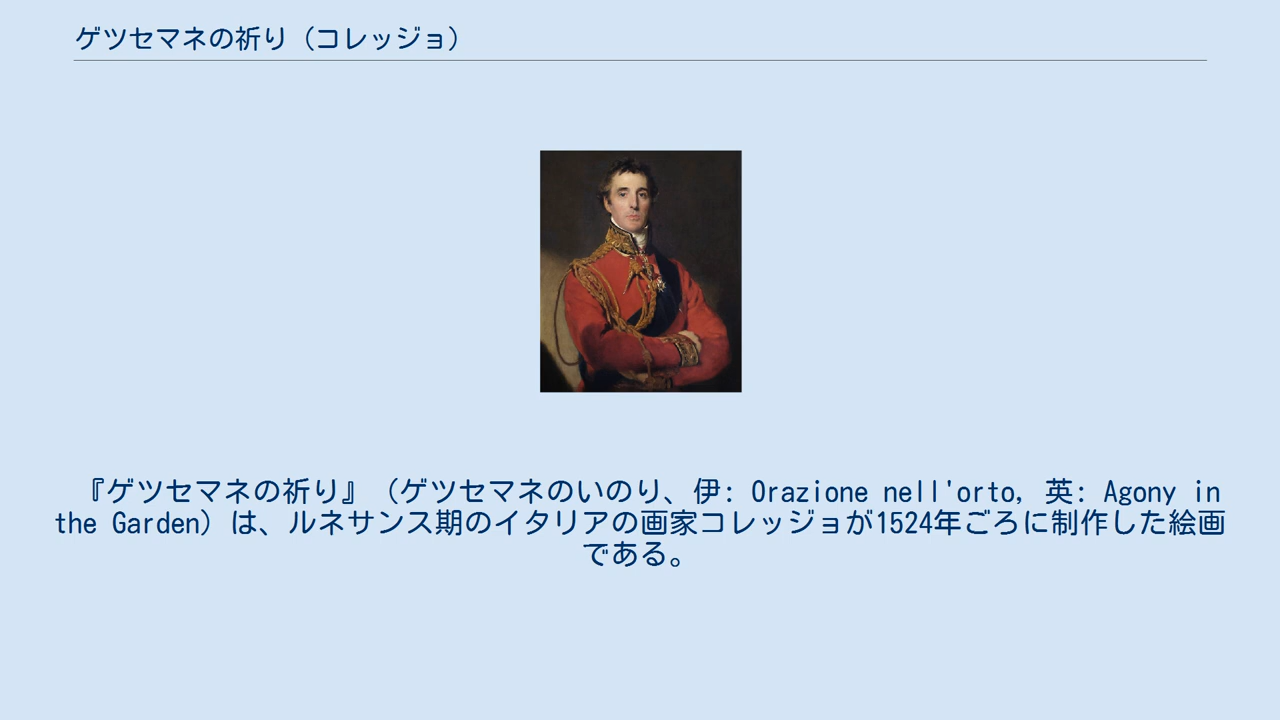 ゲツセマネの祈り（コレッジョ）
『ゲツセマネの祈り』（ゲツセマネのいのり、伊: Orazione nell'orto, 英: Agony in
the Garden）は、ルネサンス期のイタリアの画家コレッジョが1524年ごろに制作した絵画
である。